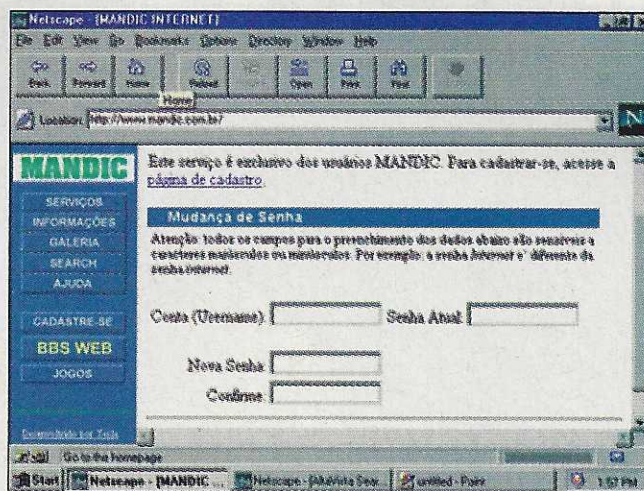 Netscape - [MANDIC INTERNET]
File Edit View Go Bookmarks Options Directory Window Help
Back Forward Home Reload Open Print Find
Home
Location: http://www.mandic.com.br/
N
MANDIC
SERVIÇOS
INFORMAÇÕES
GALERIA
SEARCH
AJUDA
CADASTRE-SE
BBS WEB
JOGOS
Desenvolvido por
Este serviço é exclusivo dos usuários MANDIC. Para cadastrar-se, acesse a
página de cadastro.
Mudança de Senha
Atenção: todos os campos para o preenchimento dos dados abaixo são sensíveis a
caracteres maiúsculos ou minúsculos. Por exemplo: a senha Internet e' diferente da
senha internet.
Conta (Username) Senha Atual
Nova Senha
Confirme
Go to the homepage
Start Netscape - [MANDIC ... Netscape - [AltaVista Sear... untitled - Paint 1:57 PM